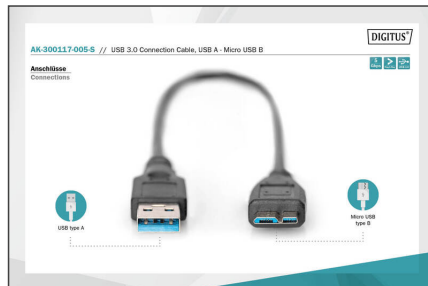 DIGITUS®
AK-300117-005-S // USB 3.0 Connection Cable, USB A - Micro USB B
Anschlüsse
Connections
USB type A
Micro USB
type B